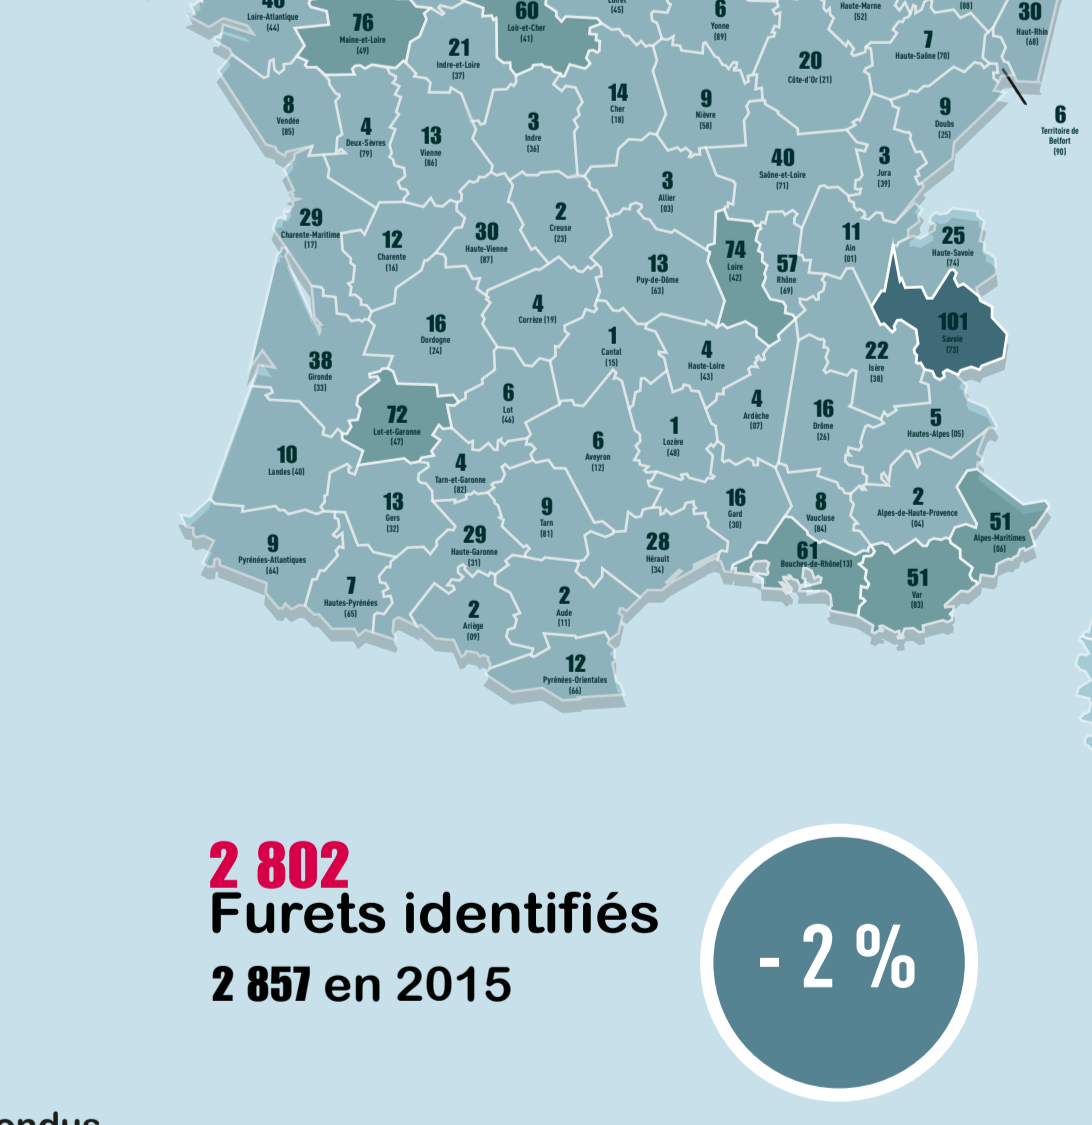 Loire-Atlantique
(44)
76
Maine-et-Loire
(49)
60
Loir-et-Cher
(41)
(45)
6
Yonne
(89)
Haute-Marne
(52)
(88)
30
Haut-Rhin
(68)
21
Indre-et-Loire
(37)
20
Côte-d'Or (21)
7
Haute-Saône (70)
8
Vendée
(85)
4
Deux-Sèvres
(79)
13
Vienne
(86)
3
Indre
(36)
14
Cher
(18)
9
Nièvre
(58)
9
Doubs
(25)
6
Territoire de
Belfort
(90)
40
Saône-et-Loire
(71)
3
Jura
(39)
3
Allier
(03)
29
Charente-Maritime
(17)
12
Charente
(16)
30
Haute-Vienne
(87)
2
Creuse
(23)
13
Puy-de-Dôme
(63)
74
Loire
(42)
57
Rhône
(69)
11
Ain
(01)
25
Haute-Savoie
(74)
16
Dordogne
(24)
4
Corrèze (19)
1
Cantal
(15)
4
Haute-Loire
(43)
22
Isère
(38)
101
Savoie
(73)
38
Gironde
(33)
72
Lot-et-Garonne
(47)
6
Lot
(46)
6
Aveyron
(12)
1
Lozère
(48)
4
Ardèche
(07)
16
Drôme
(26)
5
Hautes-Alpes (05)
10
Landes (40)
4
Tarn-et-Garonne
(82)
13
Gers
(32)
29
Haute-Garonne
(31)
9
Tarn
(81)
28
Hérault
(34)
16
Gard
(30)
8
Vaucluse
(84)
2
Alpes-de-Haute-Provence
(04)
51
Alpes-Maritimes
(06)
61
Bouches-de-Rhône(13)
51
Var
(83)
9
Pyrénées-Atlantiques
(64)
7
Hautes-Pyrénées
(65)
2
Ariège
(09)
2
Aude
(11)
12
Pyrénées-Orientales
(66)
2 802
Furets identifiés
2 857 en 2015
- 2 %